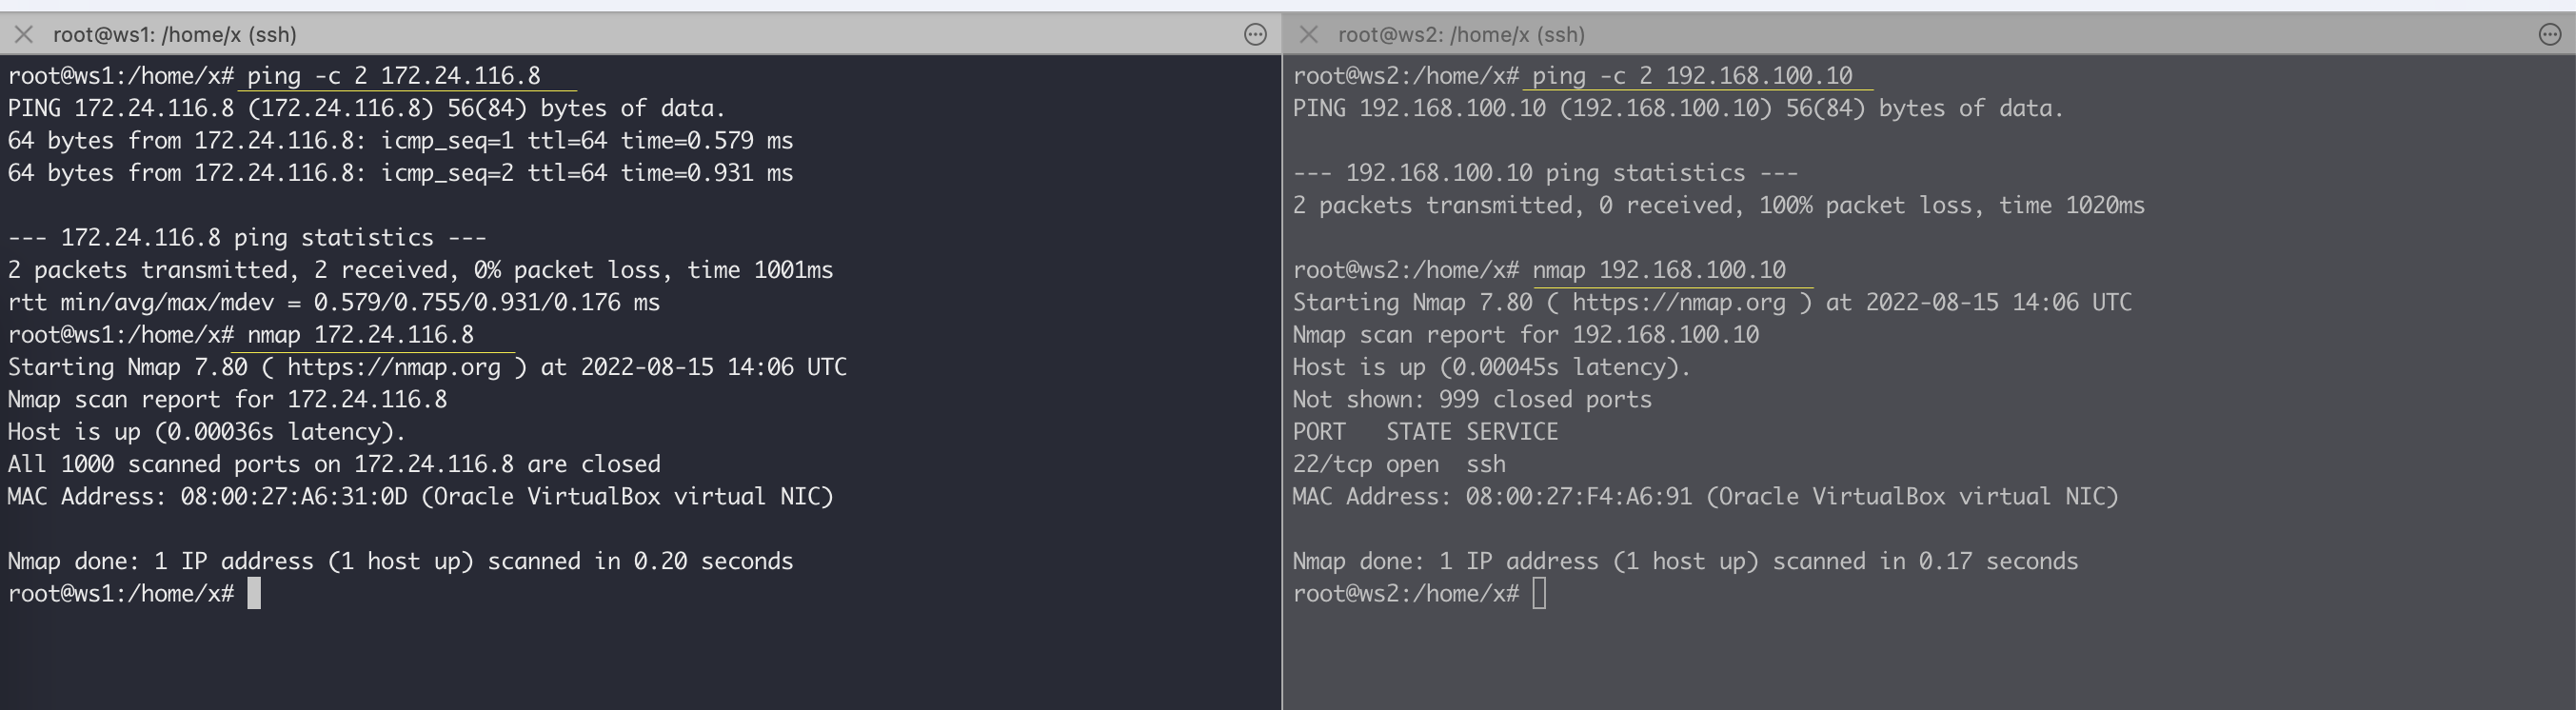 root@ws1: /home/x (ssh)
root@ws1:/home/x# ping -c 2 172.24.116.8
PING 172.24.116.8 (172.24.116.8) 56(84) bytes of data.
64 bytes from 172.24.116.8: icmp_seq=1 ttl=64 time=0.579 ms
64 bytes from 172.24.116.8: icmp_seq=2 ttl=64 time=0.931 ms
--- 172.24.116.8 ping statistics ---
2 packets transmitted, 2 received, 0% packet loss, time 1001ms
rtt min/avg/max/mdev = 0.579/0.755/0.931/0.176 ms
root@ws1:/home/x# nmap 172.24.116.8
Starting Nmap 7.80 ( https://nmap.org ) at 2022-08-15 14:06 UTC
Nmap scan report for 172.24.116.8
Host is up (0.00036s latency).
All 1000 scanned ports on 172.24.116.8 are closed
MAC Address: 08:00:27:A6:31:0D (Oracle VirtualBox virtual NIC)
Nmap done: 1 IP address (1 host up) scanned in 0.20 seconds
root@ws1:/home/x#
root@ws2: /home/x (ssh)
root@ws2:/home/x# ping -c 2 192.168.100.10
PING 192.168.100.10 (192.168.100.10) 56(84) bytes of data.
--- 192.168.100.10 ping statistics ---
2 packets transmitted, 0 received, 100% packet loss, time 1020ms
root@ws2:/home/x# nmap 192.168.100.10
Starting Nmap 7.80 ( https://nmap.org ) at 2022-08-15 14:06 UTC
Nmap scan report for 192.168.100.10
Host is up (0.00045s latency).
Not shown: 999 closed ports
PORT   STATE SERVICE
22/tcp open  ssh
MAC Address: 08:00:27:F4:A6:91 (Oracle VirtualBox virtual NIC)
Nmap done: 1 IP address (1 host up) scanned in 0.17 seconds
root@ws2:/home/x#